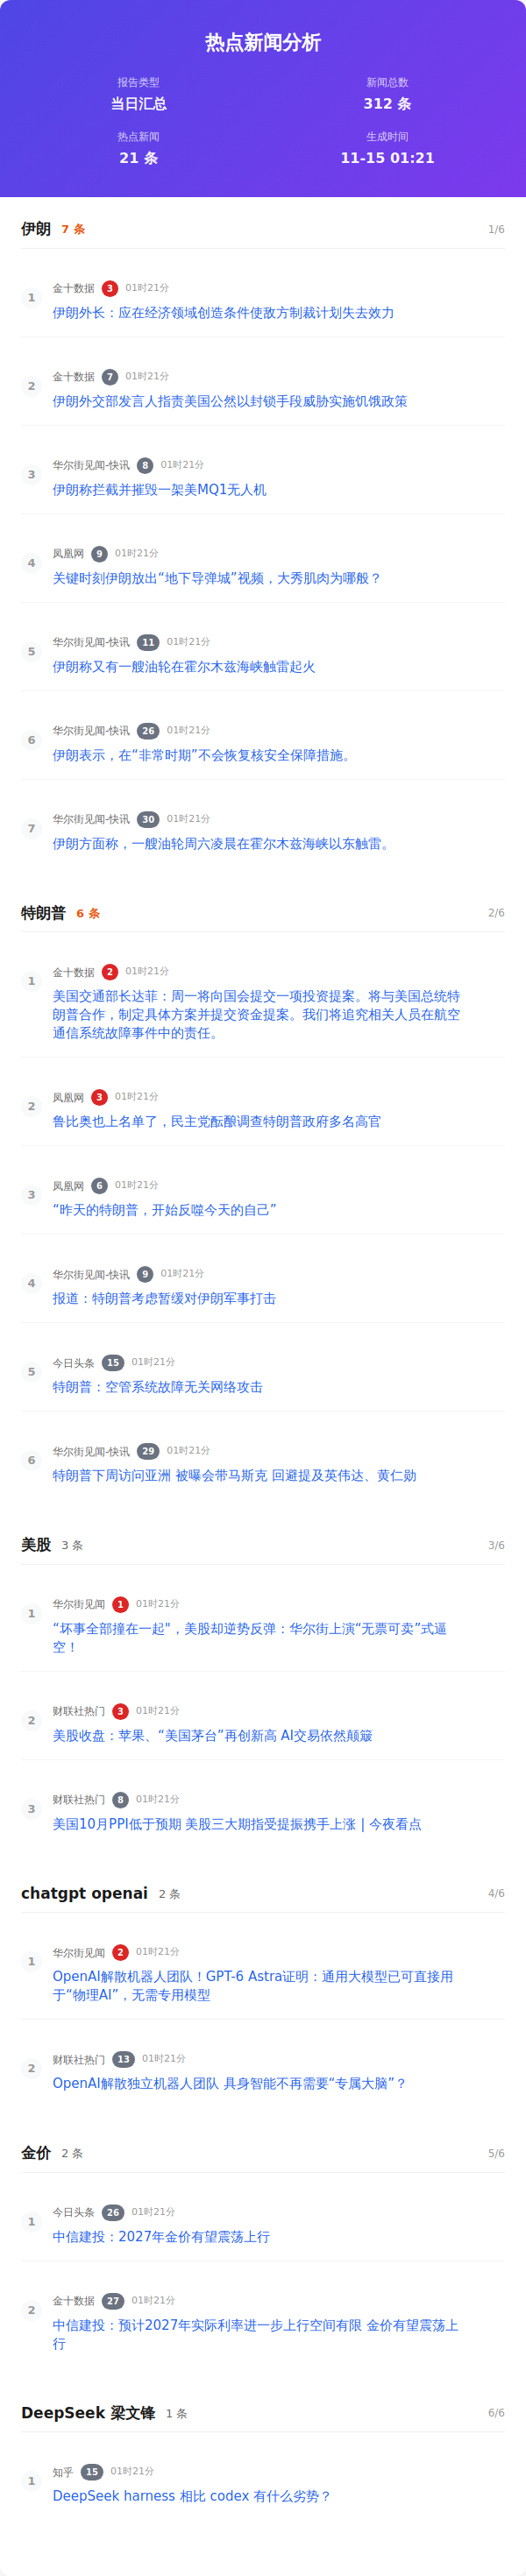 热点新闻分析
报告类型
当日汇总
新闻总数
312 条
热点新闻
21 条
生成时间
11-15 01:21
伊朗 7 条 1/6
1
金十数据 3 01时21分
伊朗外长：应在经济领域创造条件使敌方制裁计划失去效力
2
金十数据 7 01时21分
伊朗外交部发言人指责美国公然以封锁手段威胁实施饥饿政策
3
华尔街见闻-快讯 8 01时21分
伊朗称拦截并摧毁一架美MQ1无人机
4
凤凰网 9 01时21分
关键时刻伊朗放出“地下导弹城”视频，大秀肌肉为哪般？
5
华尔街见闻-快讯 11 01时21分
伊朗称又有一艘油轮在霍尔木兹海峡触雷起火
6
华尔街见闻-快讯 26 01时21分
伊朗表示，在“非常时期”不会恢复核安全保障措施。
7
华尔街见闻-快讯 30 01时21分
伊朗方面称，一艘油轮周六凌晨在霍尔木兹海峡以东触雷。
特朗普 6 条 2/6
1
金十数据 2 01时21分
美国交通部长达菲：周一将向国会提交一项投资提案。将与美国总统特
朗普合作，制定具体方案并提交资金提案。我们将追究相关人员在航空
通信系统故障事件中的责任。
2
凤凰网 3 01时21分
鲁比奥也上名单了，民主党酝酿调查特朗普政府多名高官
3
凤凰网 6 01时21分
“昨天的特朗普，开始反噬今天的自己”
4
华尔街见闻-快讯 9 01时21分
报道：特朗普考虑暂缓对伊朗军事打击
5
今日头条 15 01时21分
特朗普：空管系统故障无关网络攻击
6
华尔街见闻-快讯 29 01时21分
特朗普下周访问亚洲 被曝会带马斯克 回避提及英伟达、黄仁勋
美股 3 条 3/6
1
华尔街见闻 1 01时21分
“坏事全部撞在一起"，美股却逆势反弹：华尔街上演“无票可卖”式逼
空！
2
财联社热门 3 01时21分
美股收盘：苹果、“美国茅台”再创新高 AI交易依然颠簸
3
财联社热门 8 01时21分
美国10月PPI低于预期 美股三大期指受提振携手上涨 | 今夜看点
chatgpt openai 2 条 4/6
1
华尔街见闻 2 01时21分
OpenAI解散机器人团队！GPT-6 Astra证明：通用大模型已可直接用
于“物理AI”，无需专用模型
2
财联社热门 13 01时21分
OpenAI解散独立机器人团队 具身智能不再需要“专属大脑”？
金价 2 条 5/6
1
今日头条 26 01时21分
中信建投：2027年金价有望震荡上行
2
金十数据 27 01时21分
中信建投：预计2027年实际利率进一步上行空间有限 金价有望震荡上
行
DeepSeek 梁文锋 1 条 6/6
1
知乎 15 01时21分
DeepSeek harness 相比 codex 有什么劣势？